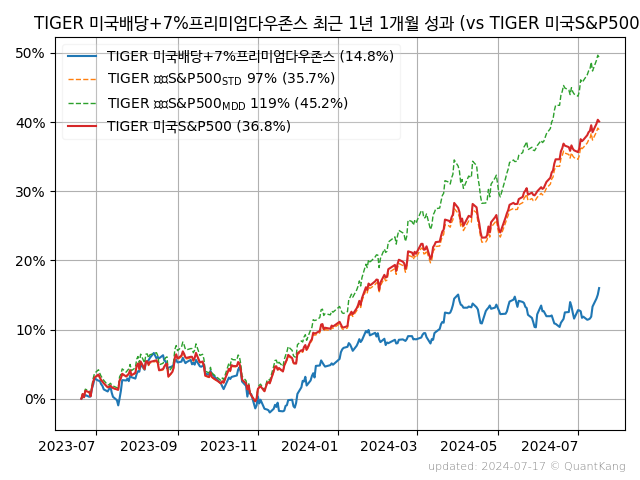 TIGER 미국배당+7%프리미엄다우존스 최근 1년 1개월 성과 (vs TIGER 미국S&P500
50%
40%
30%
20%
10%
0%
TIGER 미국배당+7%프리미엄다우존스 (14.8%)
TIGER S&P500STD 97% (35.7%)
TIGER S&P500MDD 119% (45.2%)
TIGER 미국S&P500 (36.8%)
2023-07 2023-09 2023-11 2024-01 2024-03 2024-05 2024-07
updated: 2024-07-17 © QuantKang